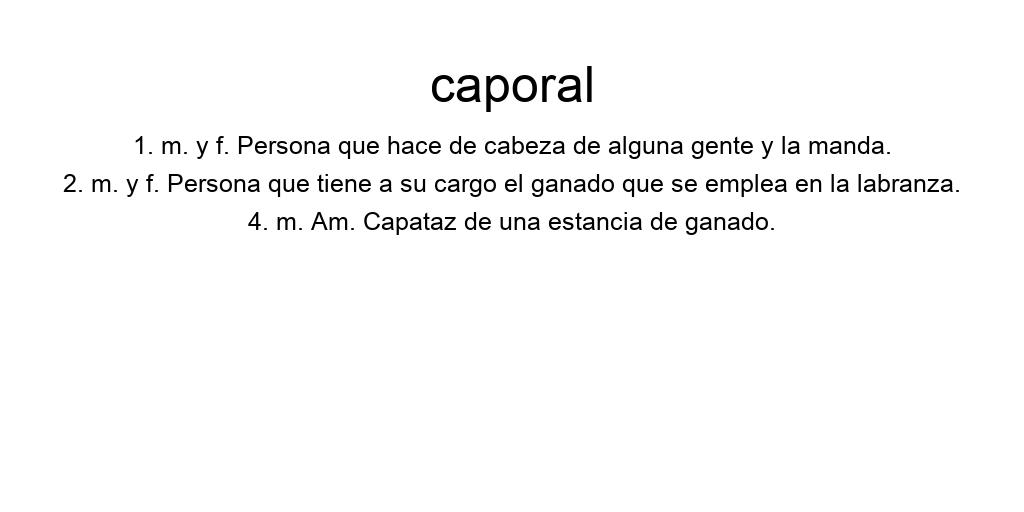 caporal
1. m. y f. Persona que hace de cabeza de alguna gente y la manda.
2. m. y f. Persona que tiene a su cargo el ganado que se emplea en la labranza.
4. m. Am. Capataz de una estancia de ganado.